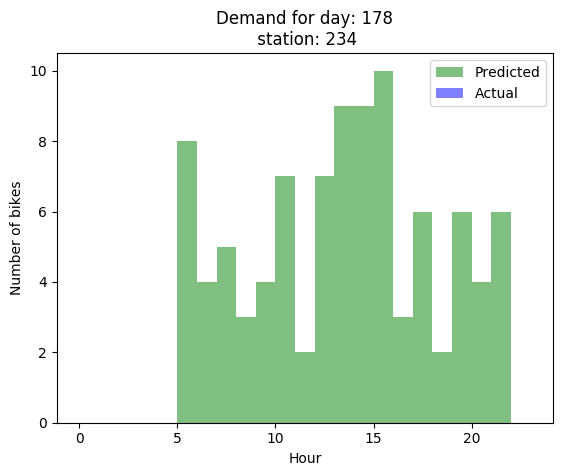 Demand for day: 178
station: 234
Predicted
Actual
Number of bikes
10
8
6
4
2
0
0 5 10 15 20
Hour